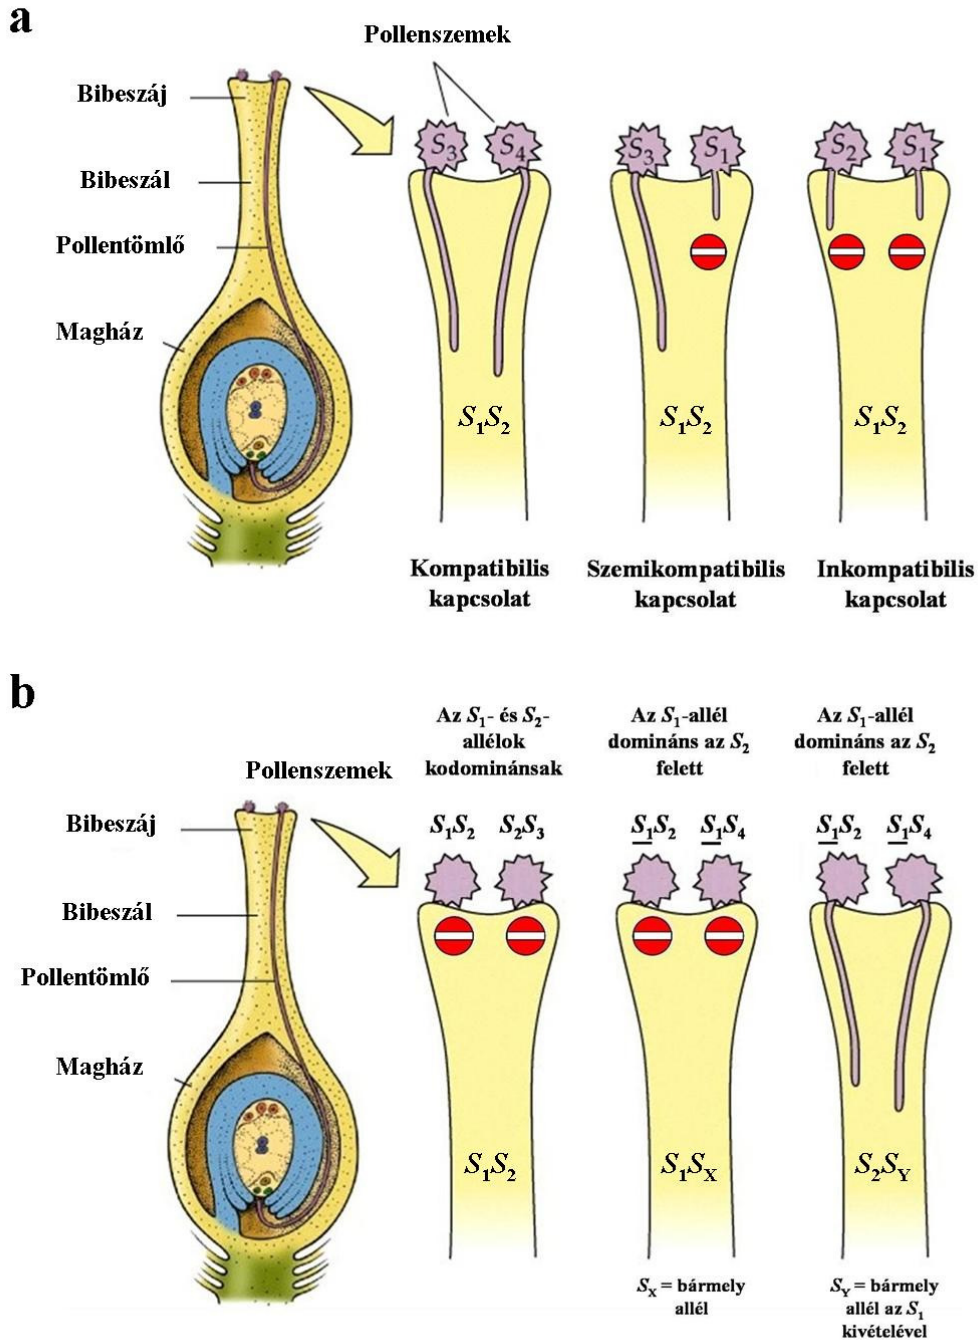 a
Pollenszemek
Bibeszáj
Bibeszál
Pollentömlő
Magház
S₃ S₄
S₁S₂
Kompatibilis
kapcsolat
S₃ S₁
S₁S₂
Szemikompatibilis
kapcsolat
S₂ S₁
S₁S₂
Inkompatibilis
kapcsolat
b
Pollenszemek
Bibeszáj
Bibeszál
Pollentömlő
Magház
Az S₁- és S₂-
allélok
kodominánsak
S₁S₂ S₂S₃
S₁S₂
Az S₁-allél
domináns az S₂
felett
S₁S₂ S₁S₄
S₁Sₓ
Sₓ = bármely
allél
Az S₁-allél
domináns az S₂
felett
S₁S₂ S₁S₄
S₂S_Y
S_Y = bármely
allél az S₁
kivételével